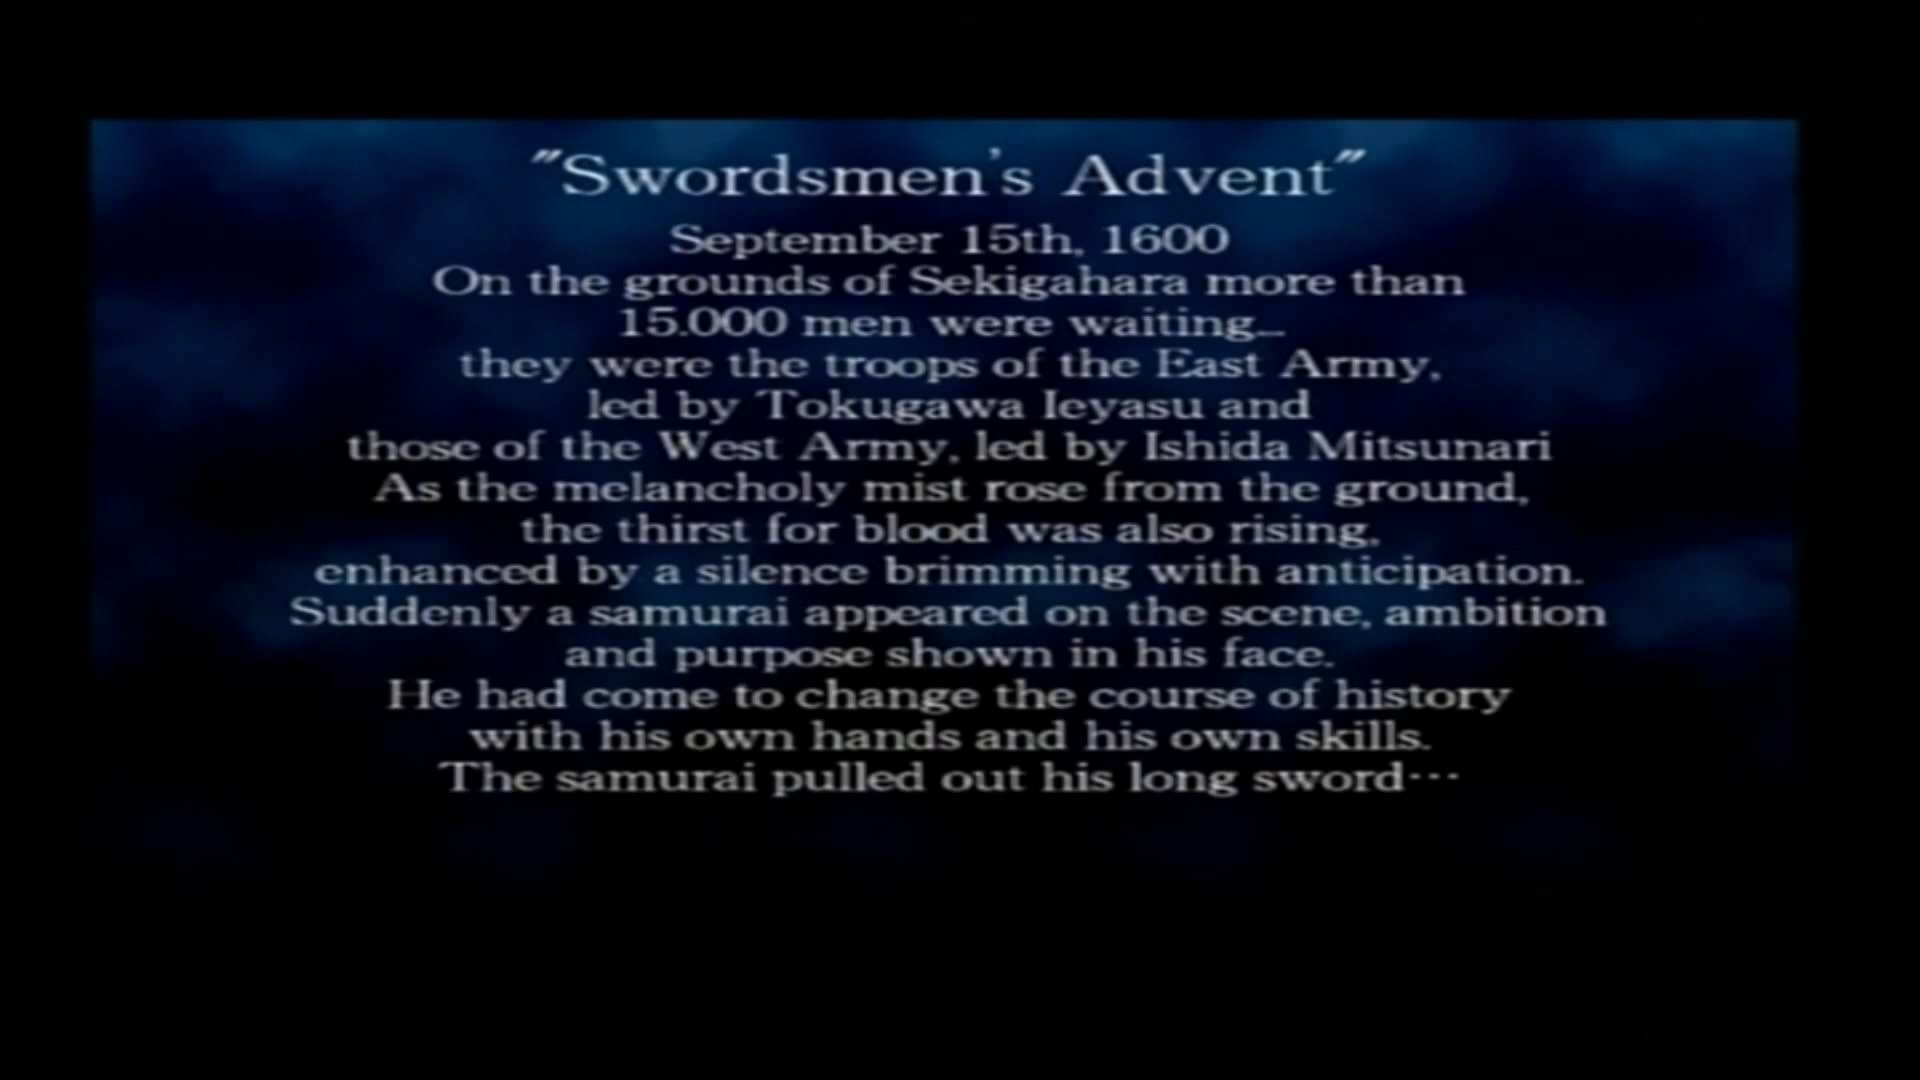 "Swordsmen's Advent"
September 15th, 1600
On the grounds of Sekigahara more than
15.000 men were waiting...
they were the troops of the East Army,
led by Tokugawa Ieyasu and
those of the West Army, led by Ishida Mitsunari
As the melancholy mist rose from the ground,
the thirst for blood was also rising,
enhanced by a silence brimming with anticipation.
Suddenly a samurai appeared on the scene, ambition
and purpose shown in his face.
He had come to change the course of history
with his own hands and his own skills.
The samurai pulled out his long sword···